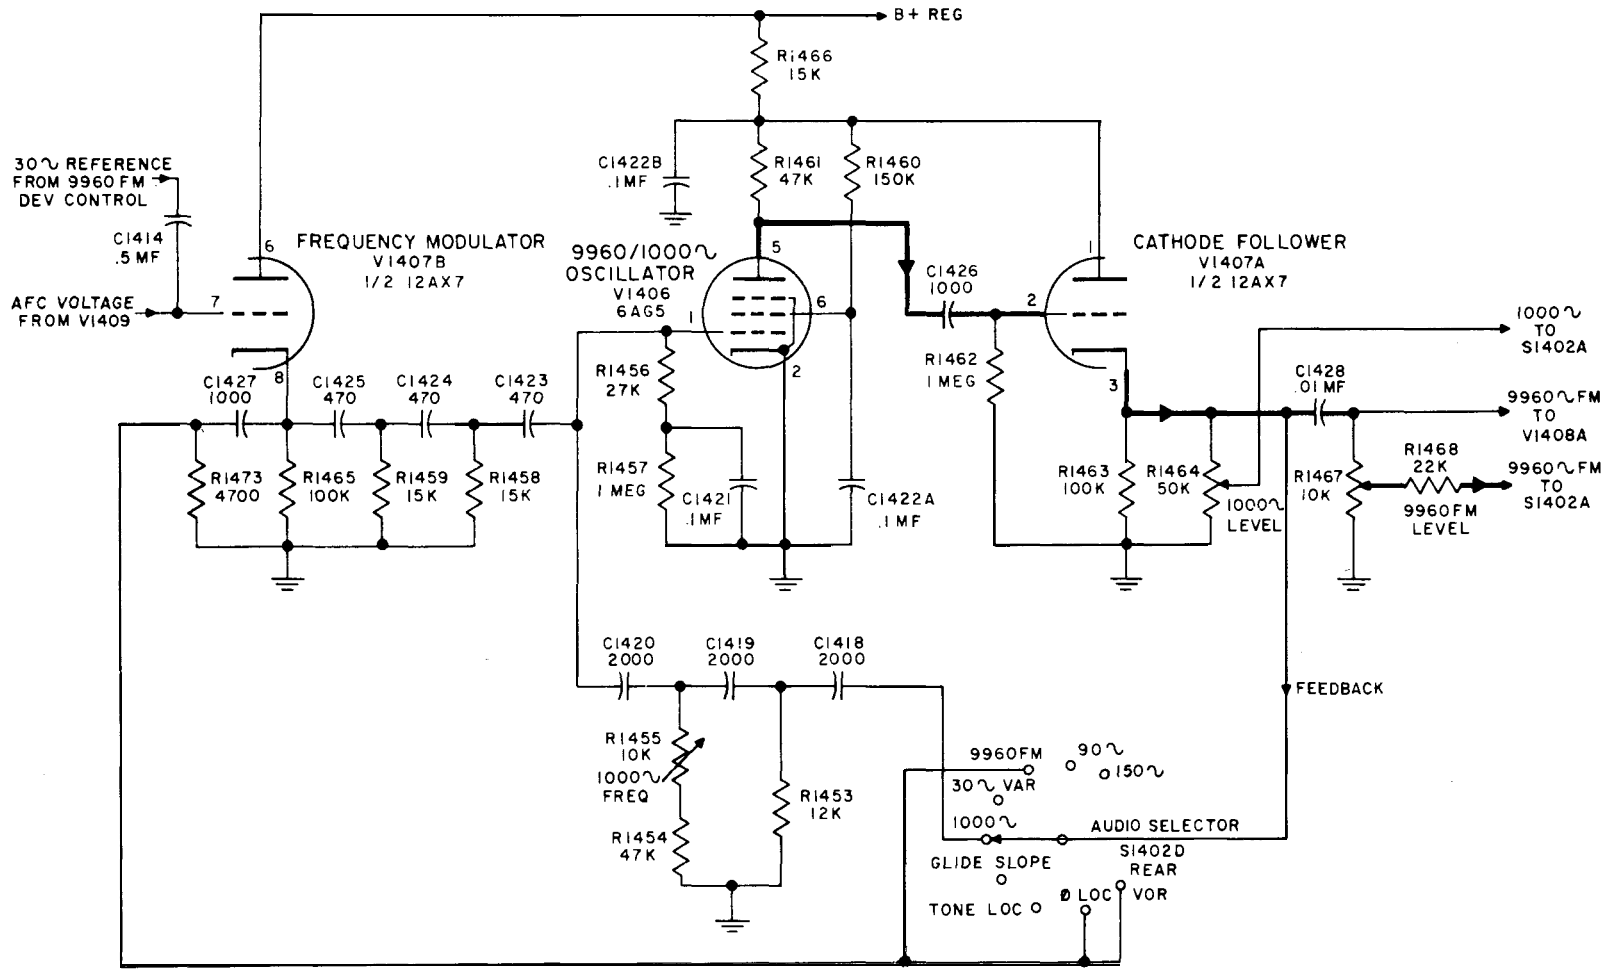 B+ REG
R1466
15K
30∿ REFERENCE
FROM 9960 FM
DEV CONTROL
C1414
.5MF
AFC VOLTAGE
FROM V1409
6
7
8
FREQUENCY MODULATOR
V1407B
1/2 12AX7
C1422B
.1MF
R1461
47K
R1460
150K
9960/1000∿
OSCILLATOR
V1406
6AG5
5
1
6
2
C1426
1000
CATHODE FOLLOWER
V1407A
1/2 12AX7
1
2
3
R1462
1 MEG
1000∿
TO
S1402A
C1428
.01 MF
9960∿FM
TO
V1408A
R1468
22K
9960∿FM
TO
S1402A
9960FM
LEVEL
R1467
10K
R1463
100K
R1464
50K
1000∿
LEVEL
C1427
1000
C1425
470
C1424
470
C1423
470
R1473
4700
R1465
100K
R1459
15K
R1458
15K
R1456
27K
R1457
1 MEG
C1421
.1MF
C1422A
.1MF
C1420
2000
C1419
2000
C1418
2000
FEEDBACK
R1455
10K
1000∿
FREQ
R1454
47K
R1453
12K
9960FM
90∿
150∿
30∿ VAR
1000∿
AUDIO SELECTOR
S1402D
REAR
GLIDE SLOPE
TONE LOC
Ø LOC
VOR